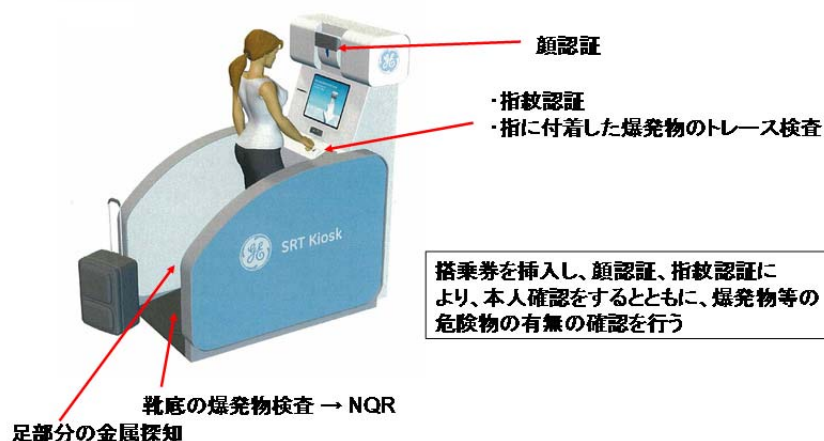 顔認証
・指紋認証
・指に付着した爆発物のトレース検査
SRT Kiosk
搭乗券を挿入し、顔認証、指紋認証に
より、本人確認をするとともに、爆発物等の
危険物の有無の確認を行う
靴底の爆発物検査 → NQR
足部分の金属探知